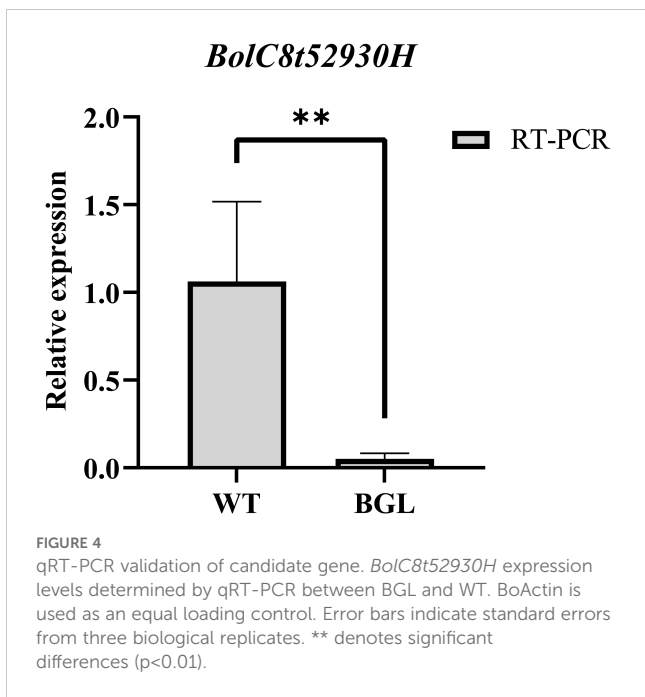 BolC8t52930H
2.0
**
RT-PCR
1.5
1.0
0.5
0.0
Relative expression
WT
BGL
FIGURE 4
qRT-PCR validation of candidate gene. BolC8t52930H expression
levels determined by qRT-PCR between BGL and WT. BoActin is
used as an equal loading control. Error bars indicate standard errors
from three biological replicates. ** denotes significant
differences (p<0.01).